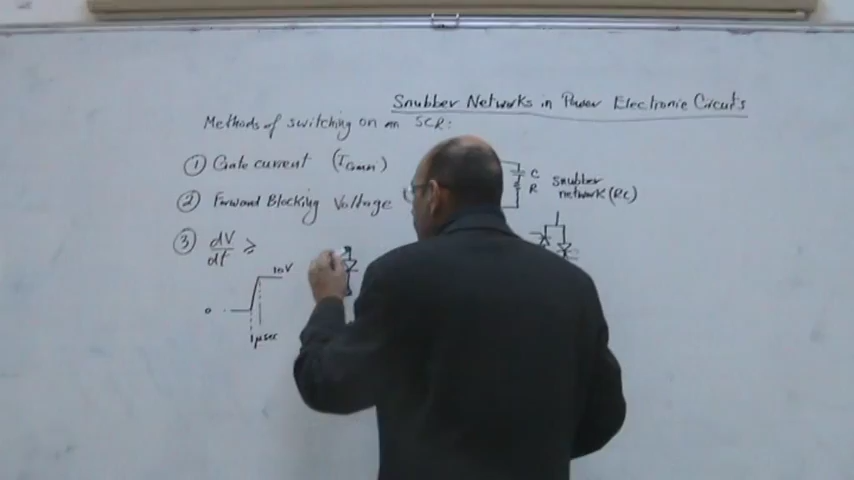 Snubber Networks in Power Electronic Circuits
Methods of switching on an SCR:
① Gate current (IGmin)
② Forward Blocking Voltage
③ dV/dt ≥
10V
0
1μsec
C
R
Snubber
network (RC)